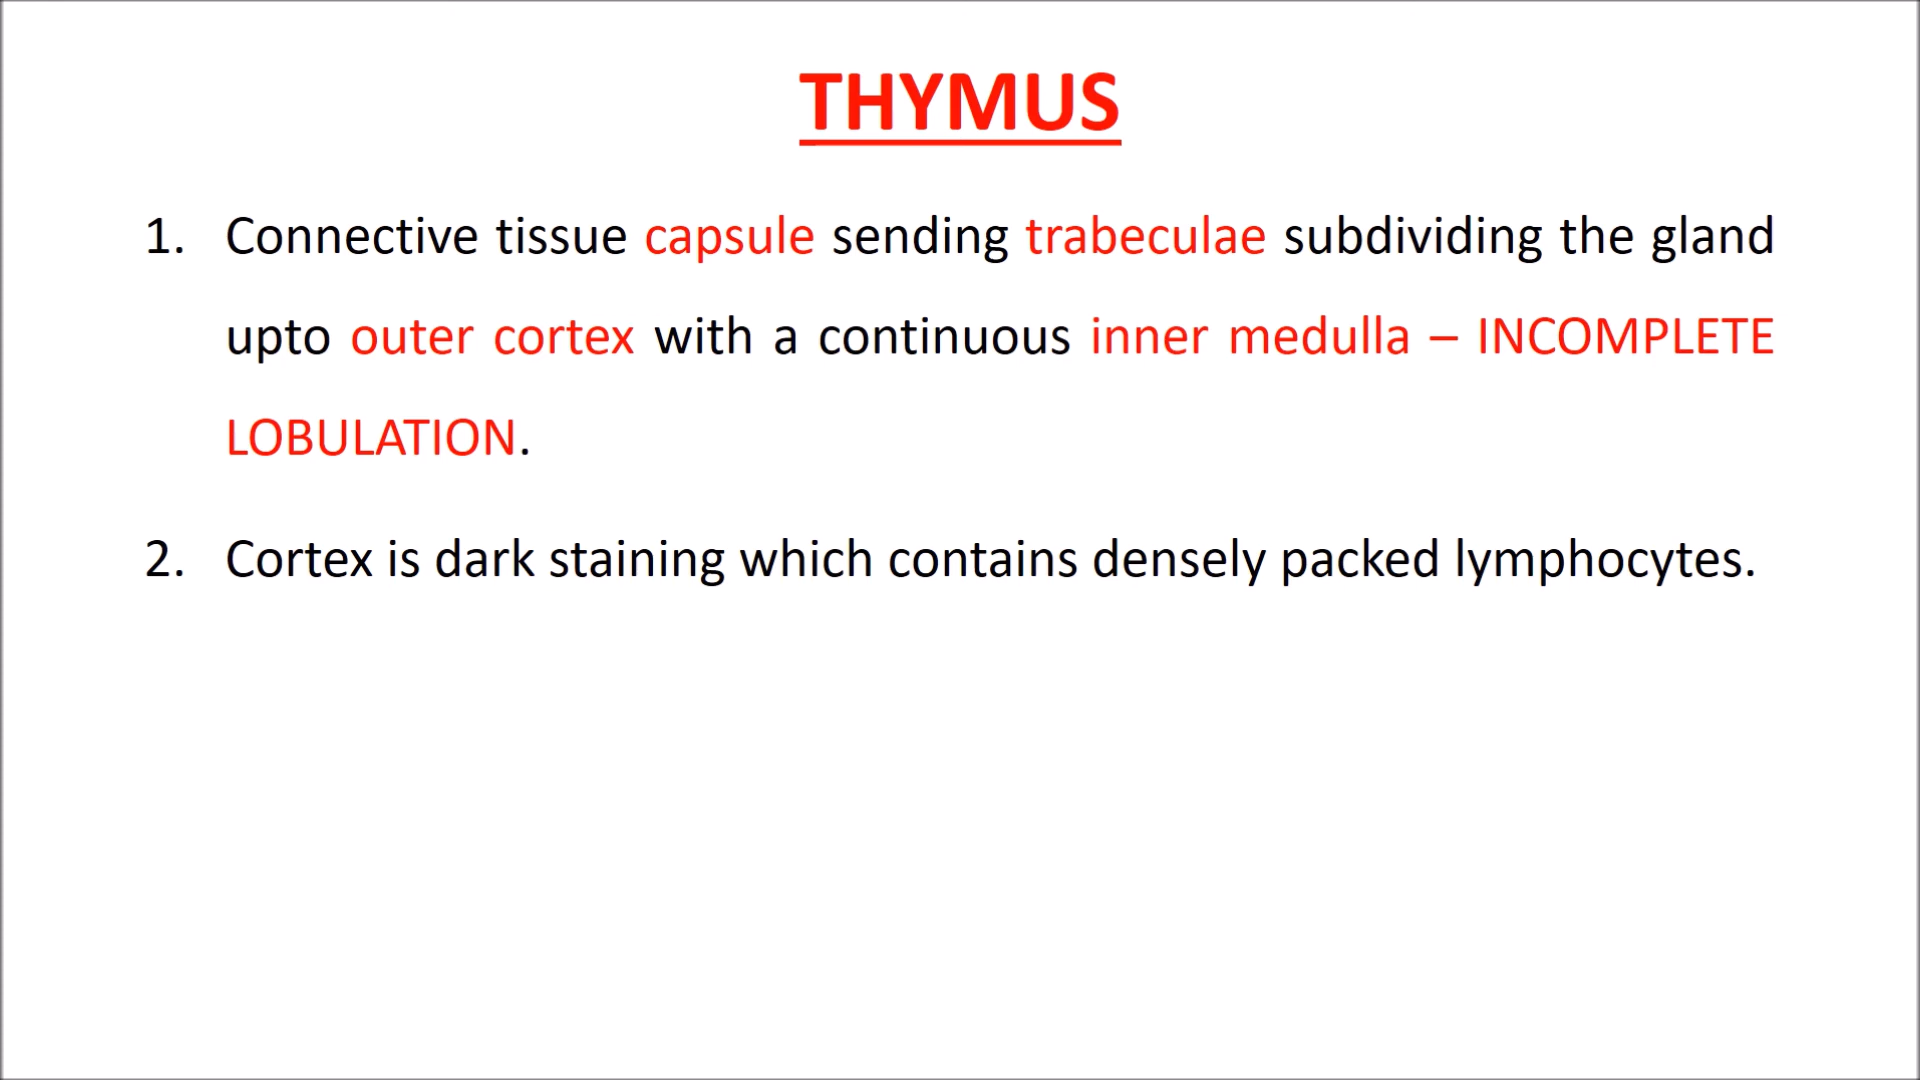 THYMUS
1. Connective tissue capsule sending trabeculae subdividing the gland
upto outer cortex with a continuous inner medulla – INCOMPLETE
LOBULATION.
2. Cortex is dark staining which contains densely packed lymphocytes.